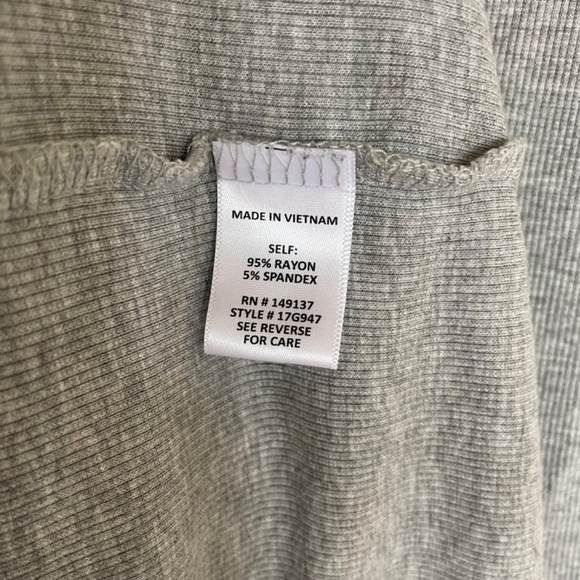 MADE IN VIETNAM
SELF:
95% RAYON
5% SPANDEX
RN # 149137
STYLE # 17G947
SEE REVERSE
FOR CARE